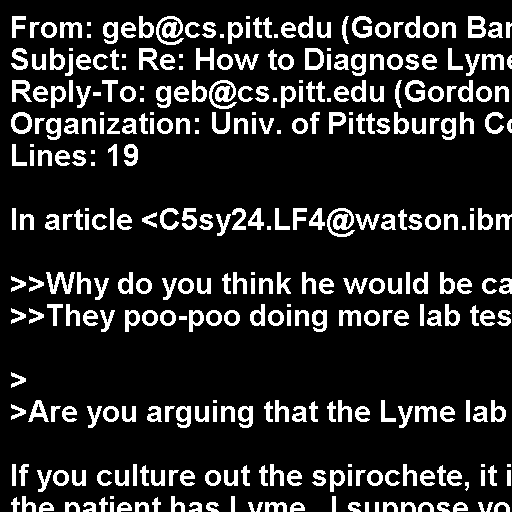 From: geb@cs.pitt.edu (Gordon Ban
Subject: Re: How to Diagnose Lyme
Reply-To: geb@cs.pitt.edu (Gordon
Organization: Univ. of Pittsburgh Co
Lines: 19

In article <C5sy24.LF4@watson.ibm

>>Why do you think he would be ca
>>They poo-poo doing more lab tes

>
>Are you arguing that the Lyme lab

If you culture out the spirochete, it i
the patient has Lyme. I suppose yo